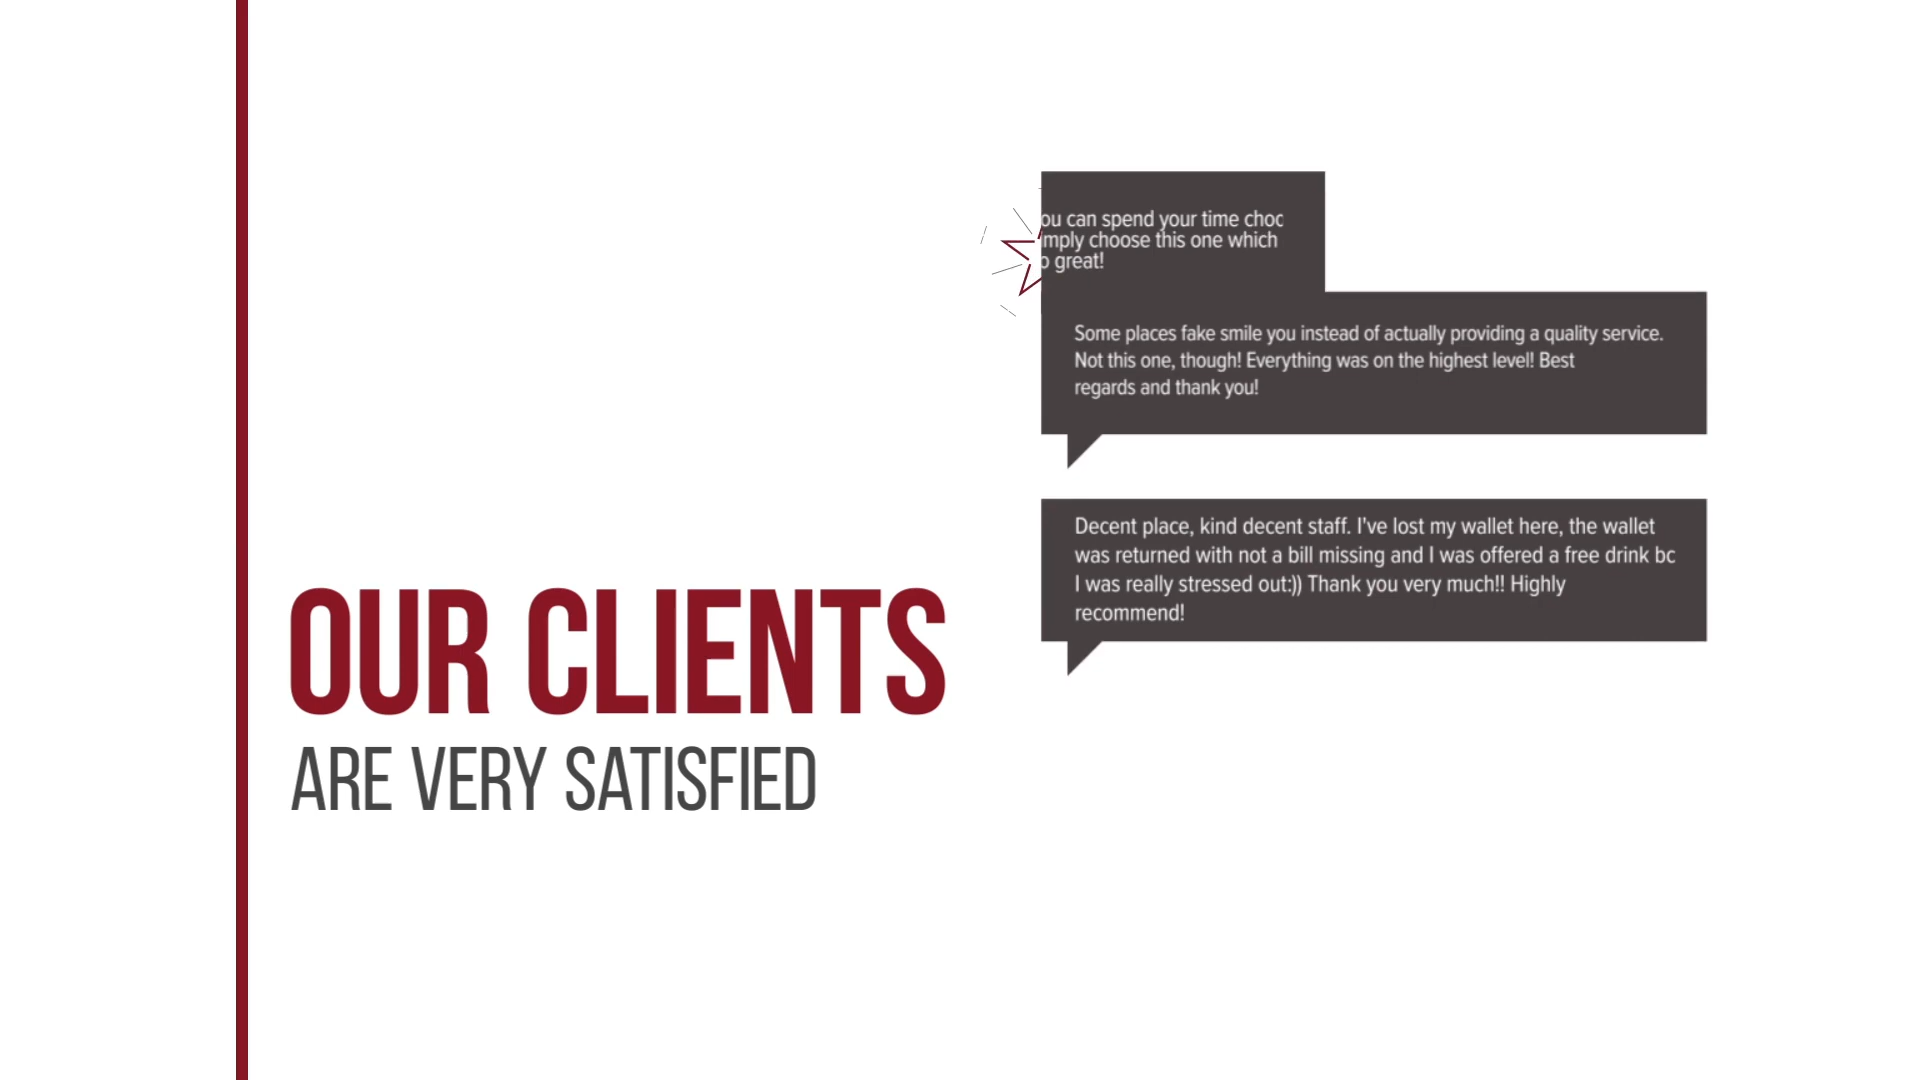 OUR CLIENTS
ARE VERY SATISFIED
can spend your time
choose this one which
great!
Some places fake smile you instead of actually providing a quality service.
Not this one, though! Everything was on the highest level! Best
regards and thank you!
Decent place, kind decent staff. I've lost my wallet here, the wallet
was returned with not a bill missing and I was offered a free drink bc
I was really stressed out:)) Thank you very much!! Highly
recommend!